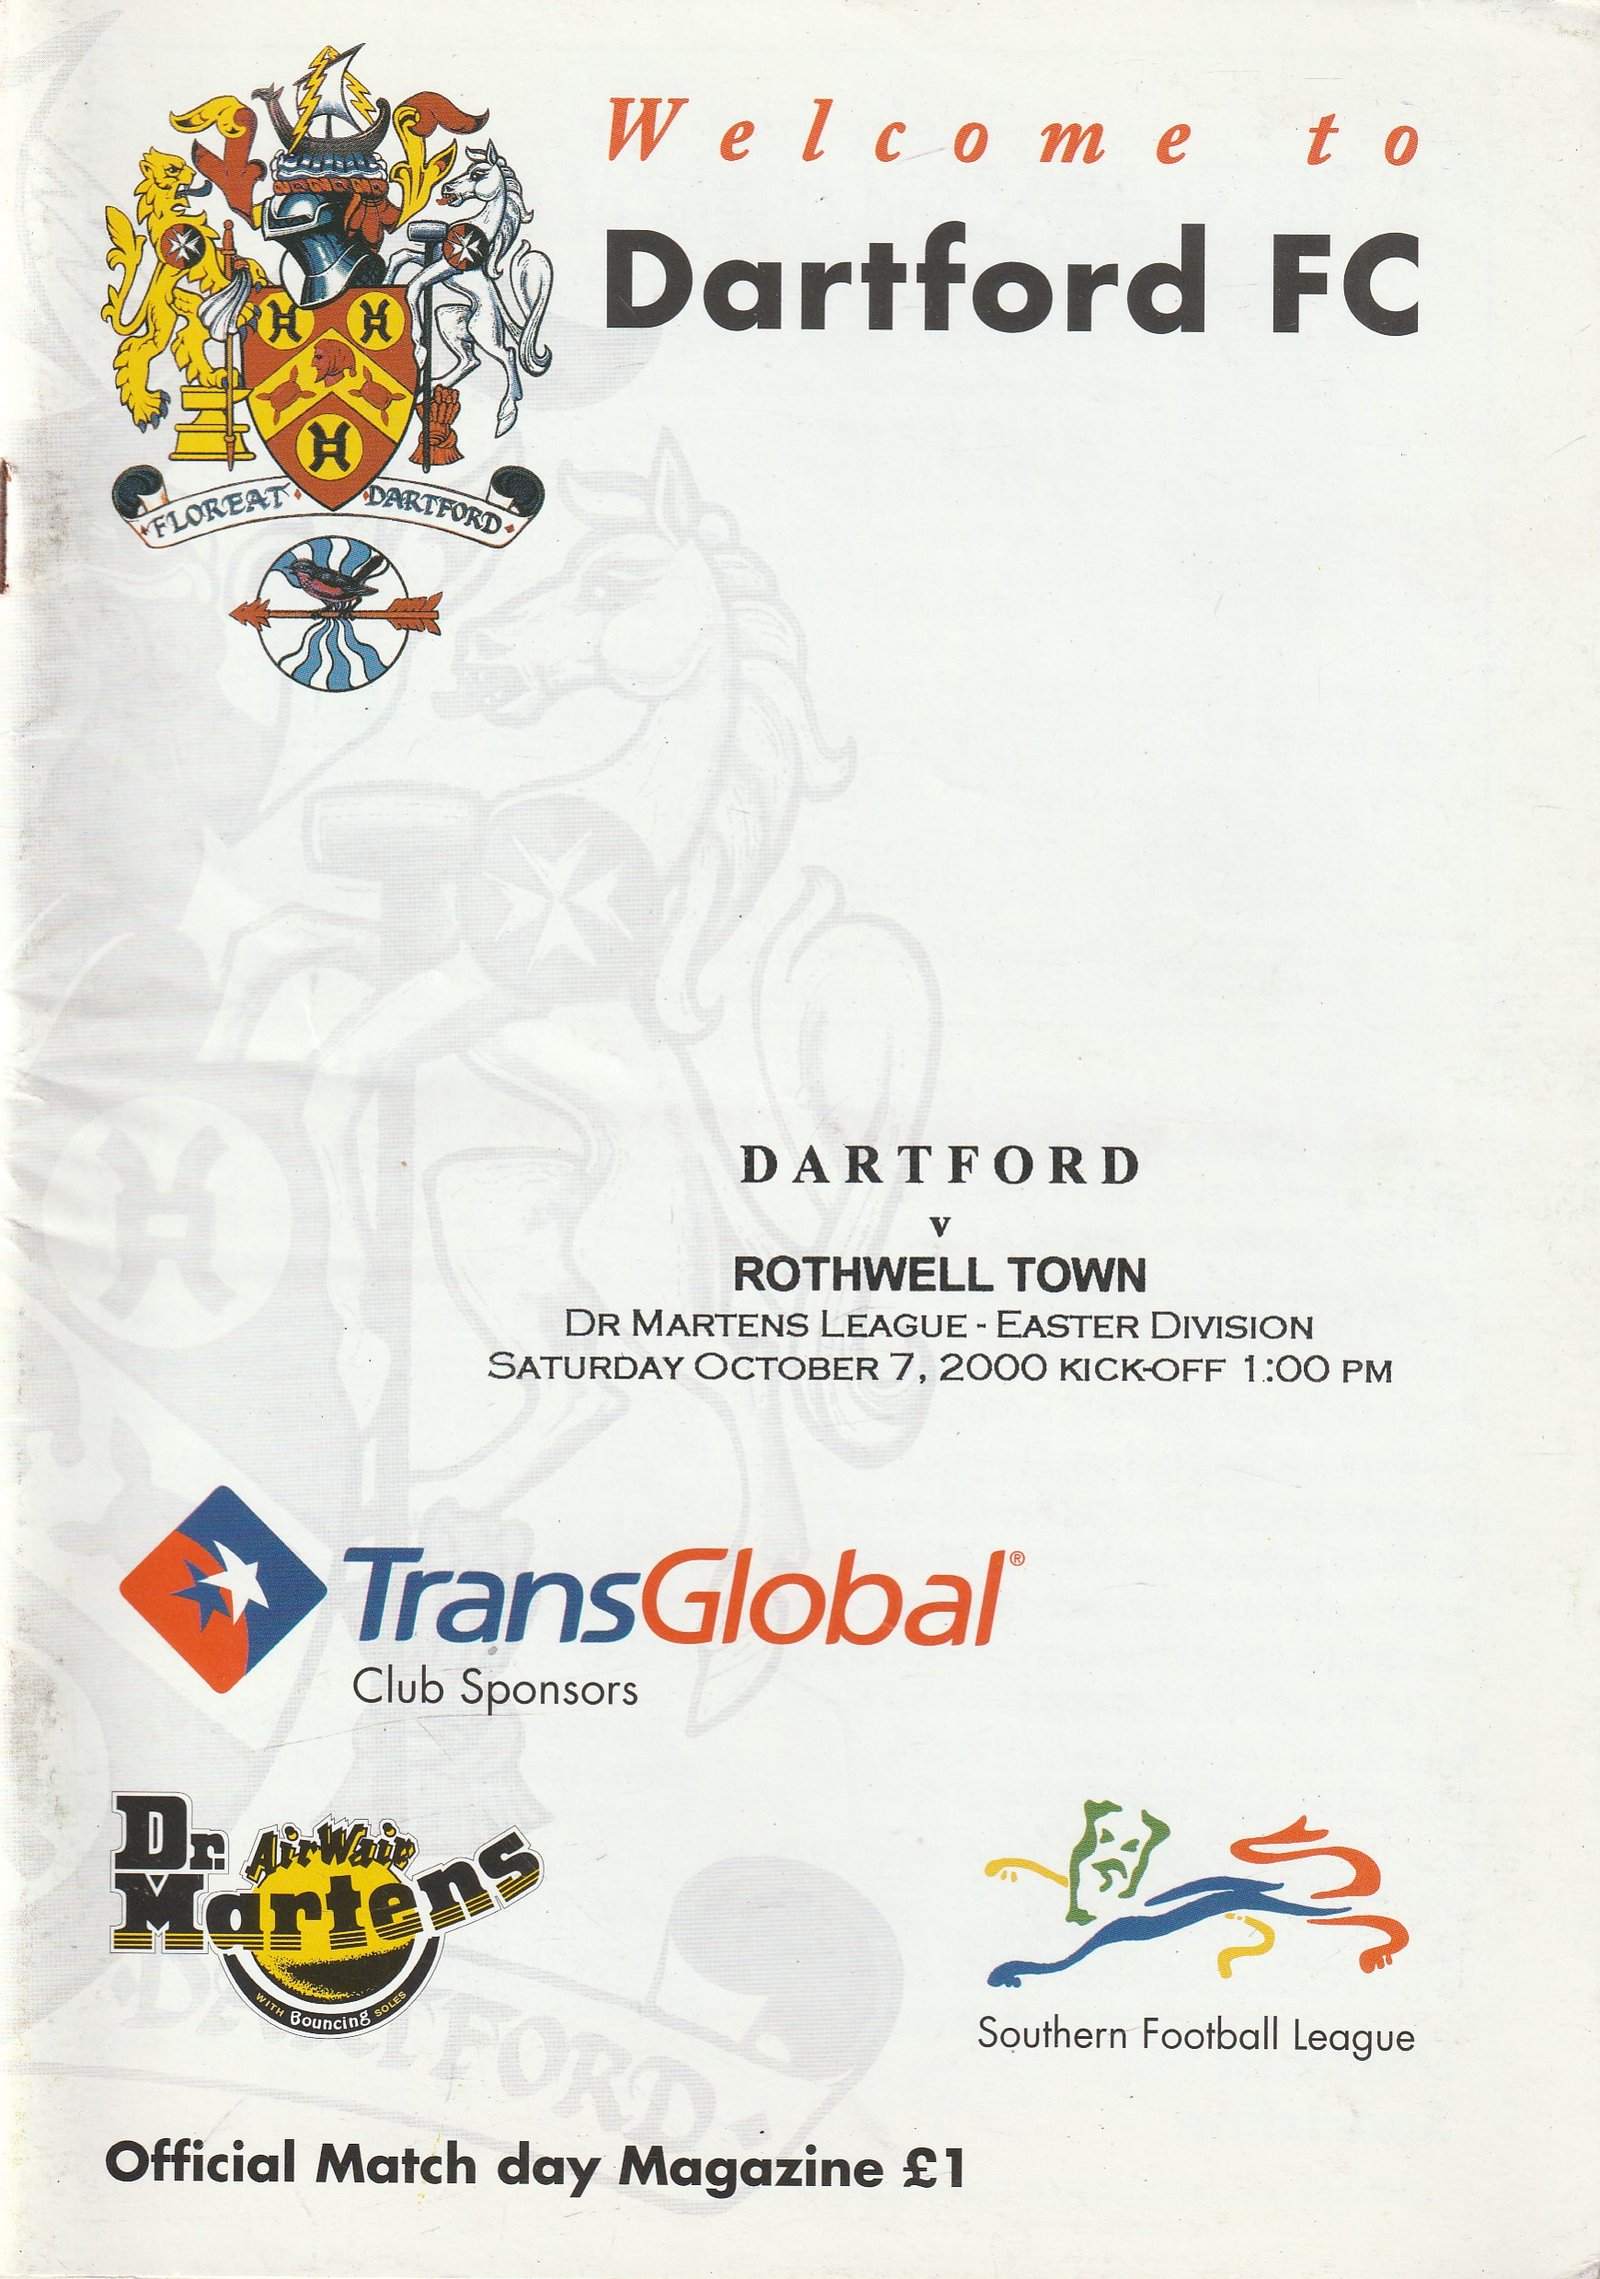 Welcome to
Dartford FC
FLOREAT DARTFORD
DARTFORD
v
ROTHWELL TOWN
DR MARTENS LEAGUE - EASTER DIVISION
SATURDAY OCTOBER 7, 2000 KICK-OFF 1:00 PM
TransGlobal®
Club Sponsors
Dr. AirWair
Martens
WITH Bouncing SOLES
Southern Football League
DARTFORD
Official Match day Magazine £1